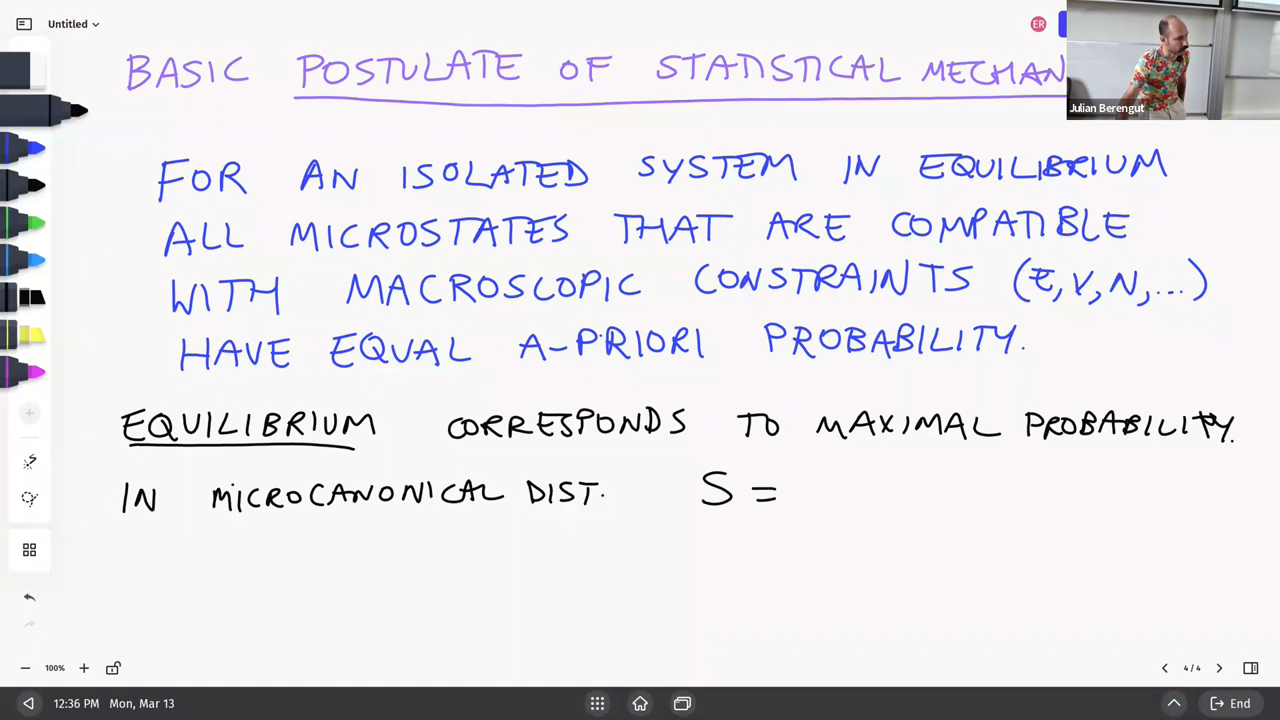 Untitled
ER
BASIC POSTULATE OF STATISTICAL MECHAN
Julian Berengut
FOR AN ISOLATED SYSTEM IN EQUILIBRIUM
ALL MICROSTATES THAT ARE COMPATIBLE
WITH MACROSCOPIC CONSTRAINTS (E, V, N, ...)
HAVE EQUAL A-PRIORI PROBABILITY.
EQUILIBRIUM CORRESPONDS TO MAXIMAL PROBABILITY.
IN MICROCANONICAL DIST. S =
100%
4/4
12:36 PM Mon, Mar 13
End